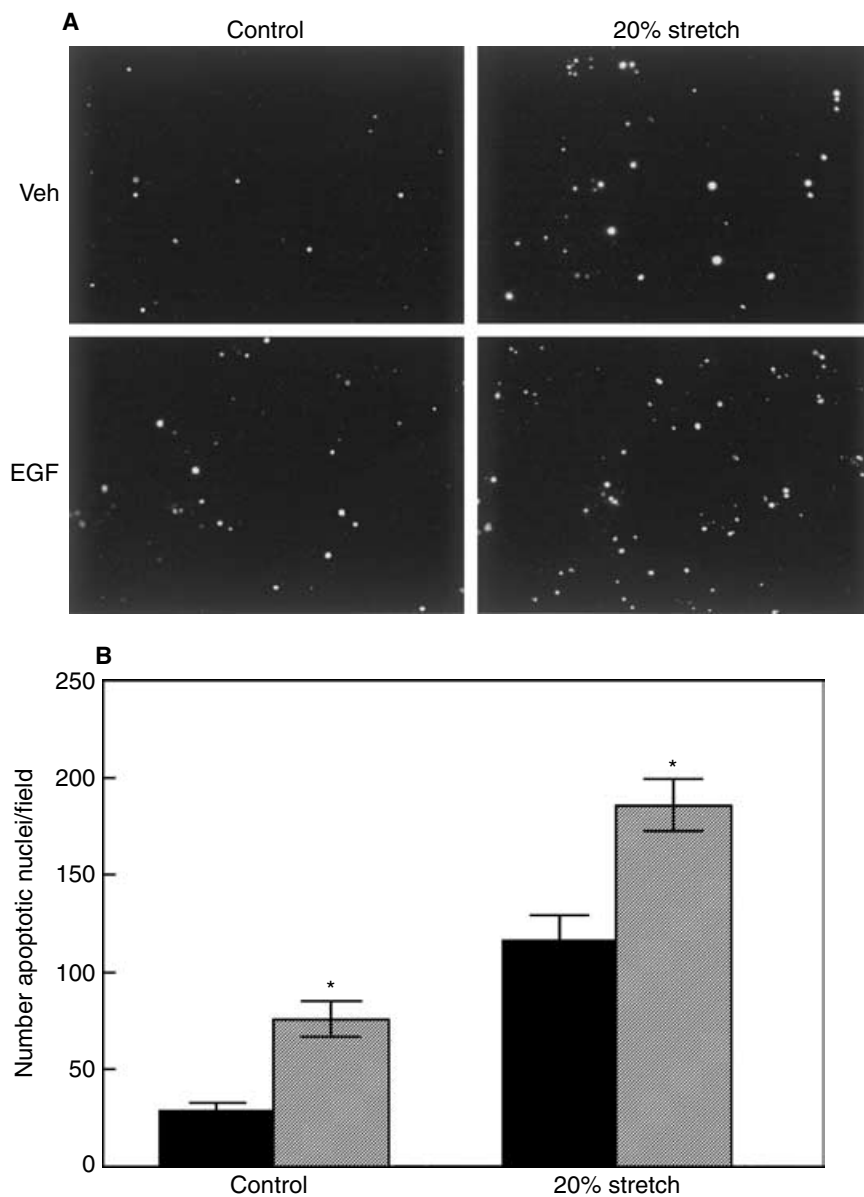 A
Control
20% stretch
Veh
EGF
B
Number apoptotic nuclei/field
250
200
150
100
50
0
*
*
Control
20% stretch